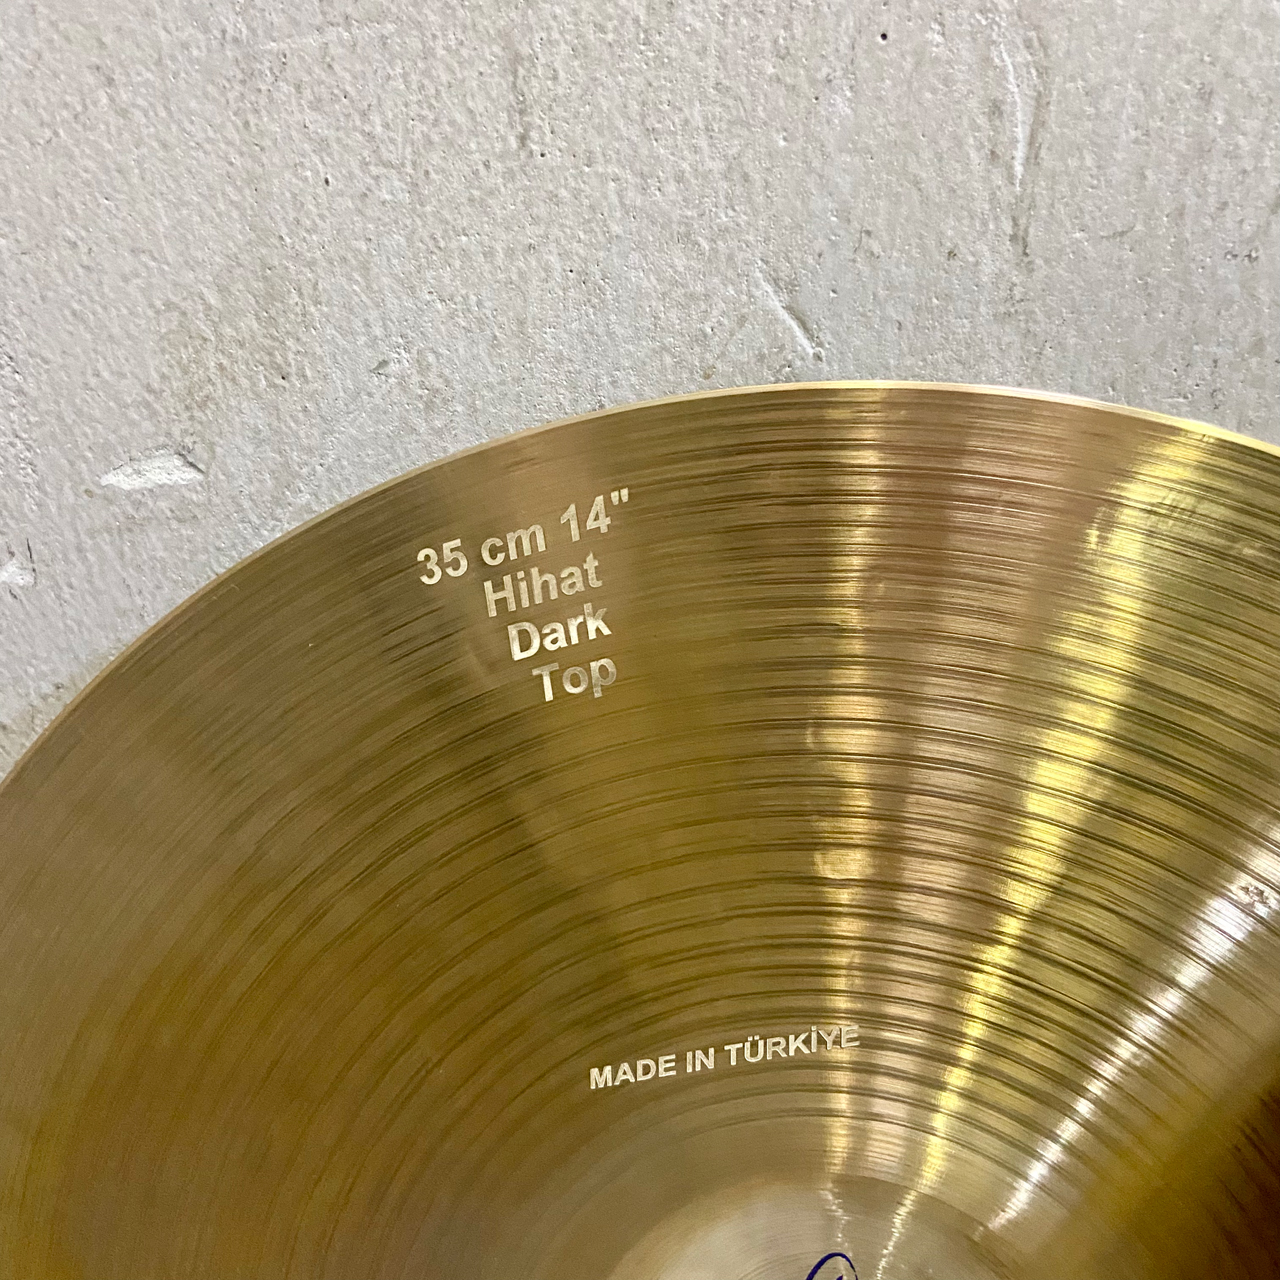 35 cm 14"
Hihat
Dark
Top
MADE IN TÜRKİYE